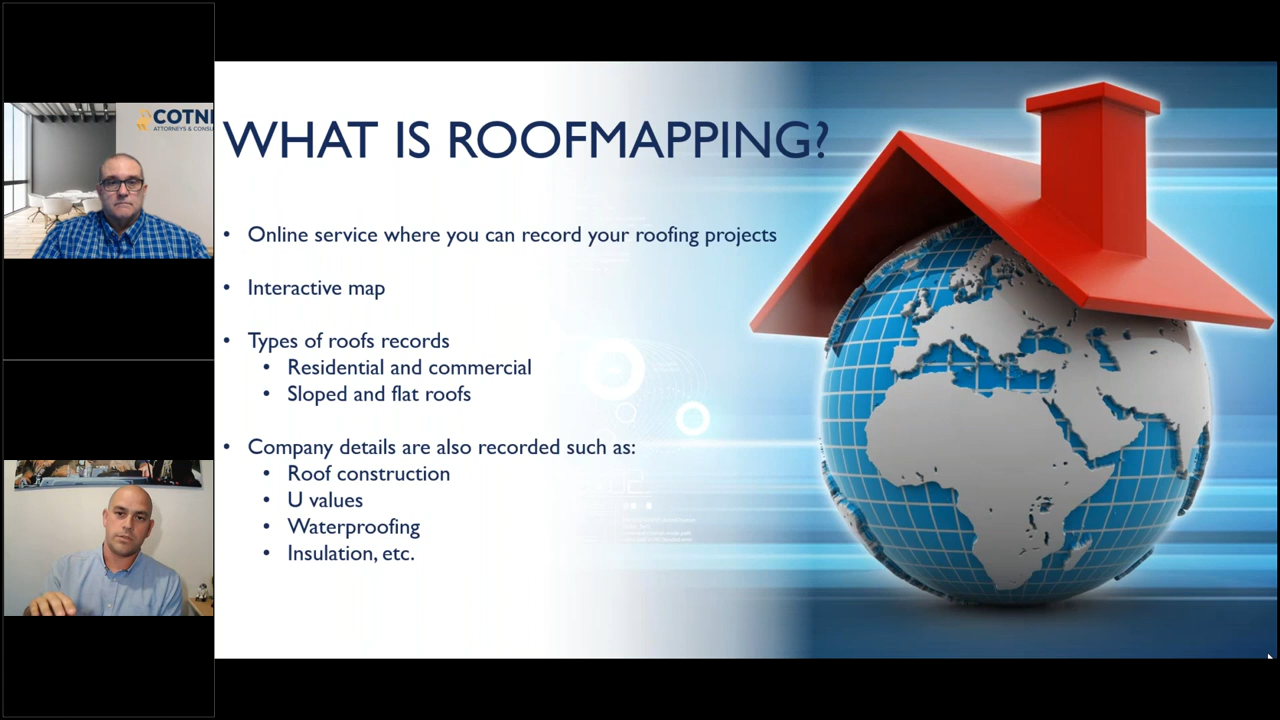 COTNE
ATTORNEYS & CONSU
WHAT IS ROOFMAPPING?
• Online service where you can record your roofing projects
• Interactive map
• Types of roofs records
• Residential and commercial
• Sloped and flat roofs
• Company details are also recorded such as:
• Roof construction
• U values
• Waterproofing
• Insulation, etc.